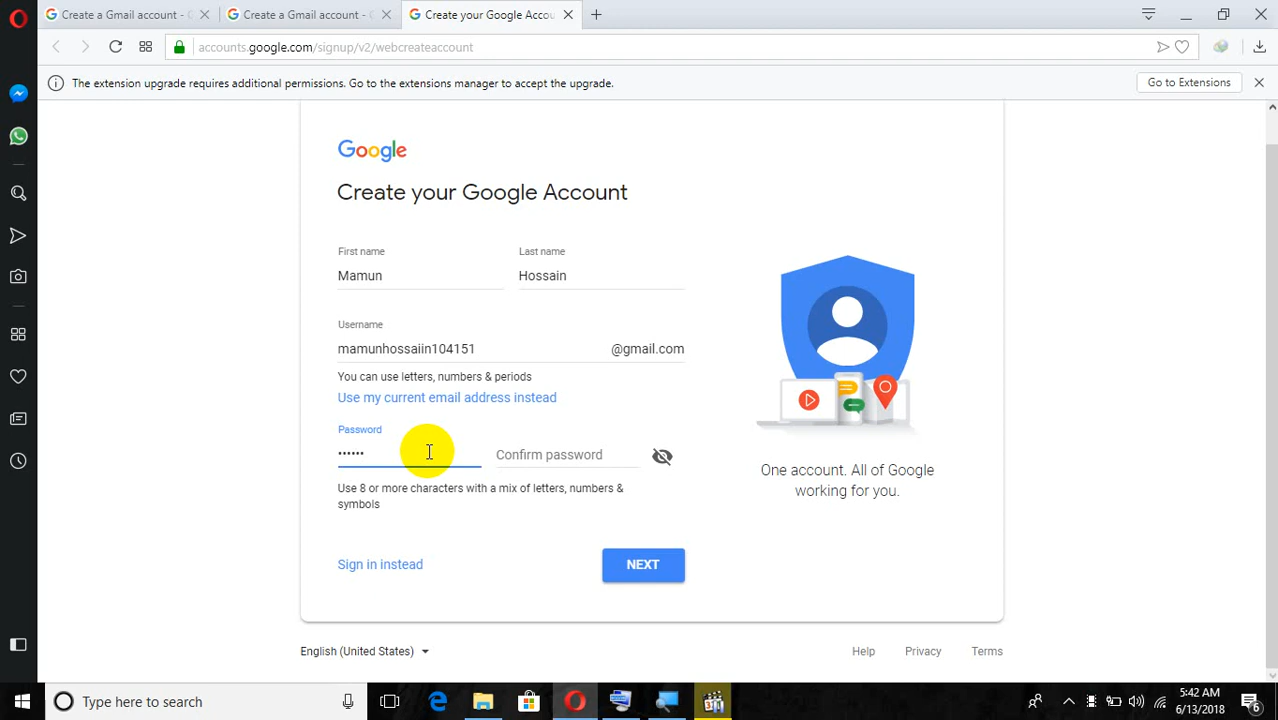 Create a Gmail account - G
Create a Gmail account - G
Create your Google Accou
accounts.google.com/signup/v2/webcreateaccount
The extension upgrade requires additional permissions. Go to the extensions manager to accept the upgrade.
Go to Extensions
Google
Create your Google Account
First name
Last name
Mamun
Hossain
Username
mamunhossaiin104151
@gmail.com
You can use letters, numbers & periods
Use my current email address instead
Password
••••••
Confirm password
Use 8 or more characters with a mix of letters, numbers &
symbols
One account. All of Google
working for you.
Sign in instead
NEXT
English (United States)
Help
Privacy
Terms
Type here to search
5:42 AM
6/13/2018
6